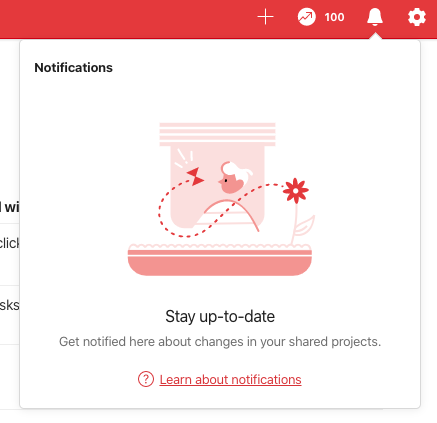 100
Notifications
wi
click
sks
Stay up-to-date
Get notified here about changes in your shared projects.
? Learn about notifications